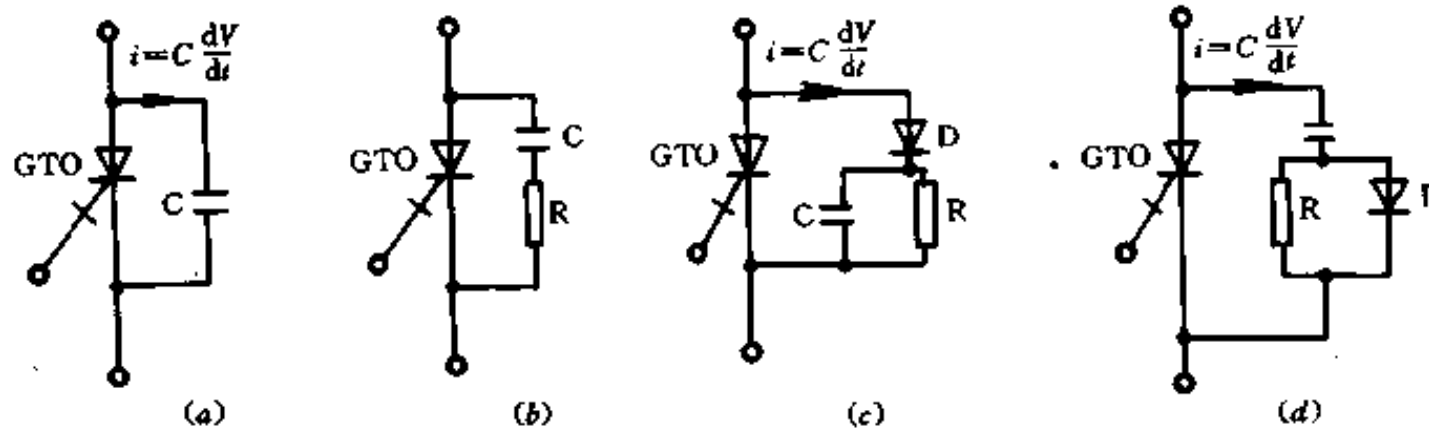 i=C dV/dt
GTO
C
(a)
GTO
C
R
(b)
i=C dV/dt
GTO
D
C
R
(c)
i=C dV/dt
GTO
R
(d)